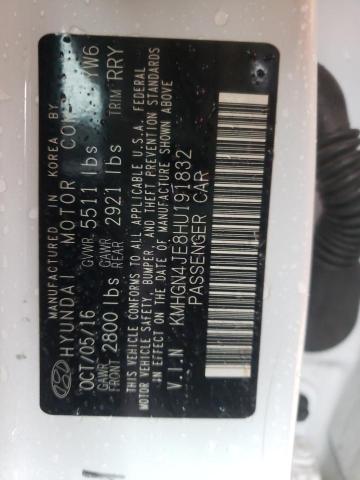 MANUFACTURED IN KOREA BY
HYUNDAI MOTOR CO YW6
OCT/05/16 GVWR 5511 lbs TRIM RRY
GAWR FRONT 2800 lbs GAWR REAR 2921 lbs
THIS VEHICLE CONFORMS TO ALL APPLICABLE U.S.A. FEDERAL
MOTOR VEHICLE SAFETY, BUMPER, AND THEFT PREVENTION STANDARDS
IN EFFECT ON THE DATE OF MANUFACTURE SHOWN ABOVE
V.I.N KMHGN4JE8HU191832
PASSENGER CAR